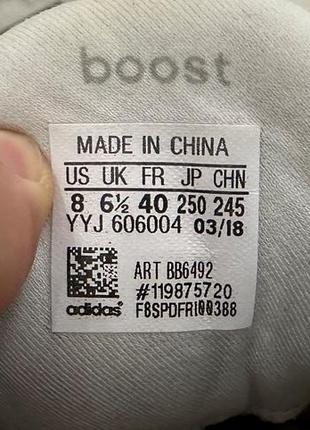 boost
MADE IN CHINA
US UK FR JP CHN
8 6½ 40 250 245
YYJ 606004 03/18
ART BB6492
#119875720
adidas F8SPDFRI00388